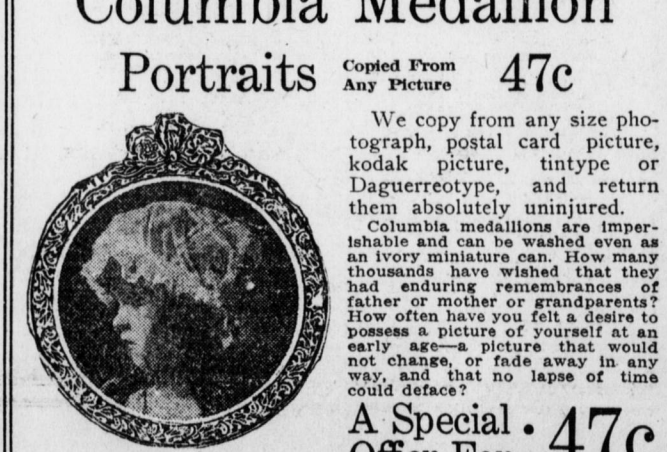 Columbia Medallion
Portraits
Copied From
Any Picture
47c
We copy from any size pho-
tograph, postal card picture,
kodak picture, tintype or
Daguerreotype, and return
them absolutely uninjured.
Columbia medallions are imper-
ishable and can be washed even as
an ivory miniature can. How many
thousands have wished that they
had enduring remembrances of
father or mother or grandparents?
How often have you felt a desire to
possess a picture of yourself at an
early age—a picture that would
not change, or fade away in any
way, and that no lapse of time
could deface?
A Special
Offer For
47c